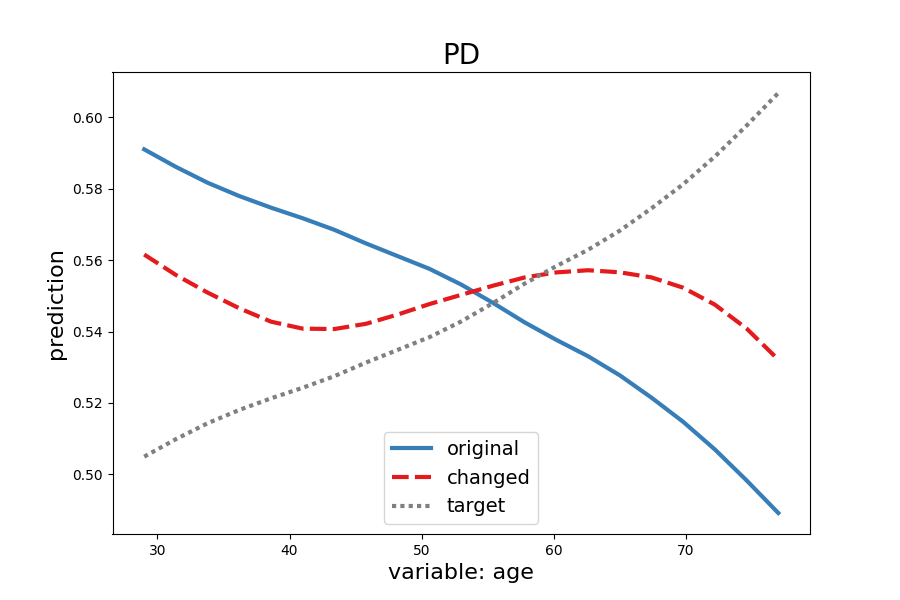 PD
prediction
0.60
0.58
0.56
0.54
0.52
0.50
original
changed
target
30 40 50 60 70
variable: age